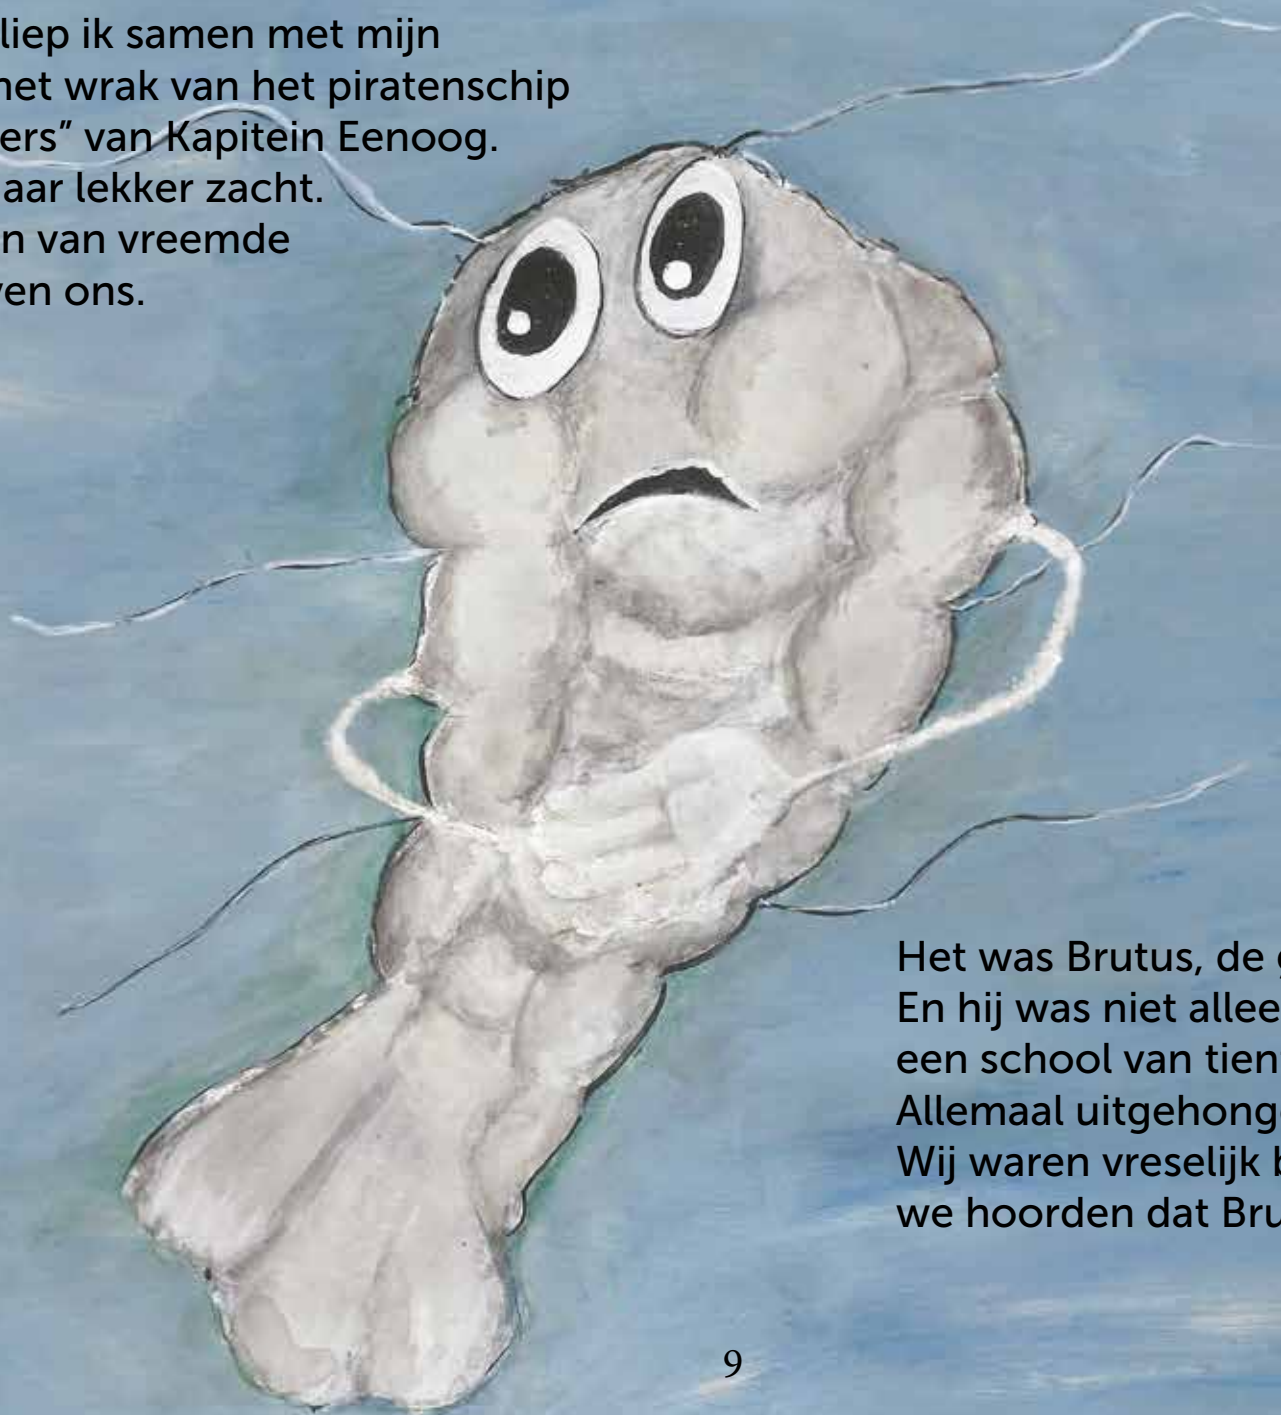 liep ik samen met mijn
het wrak van het piratenschip
ers” van Kapitein Eenoog.
aar lekker zacht.
n van vreemde
ven ons.
Het was Brutus, de g
En hij was niet allee
een school van tien
Allemaal uitgehong
Wij waren vreselijk b
we hoorden dat Bru
9